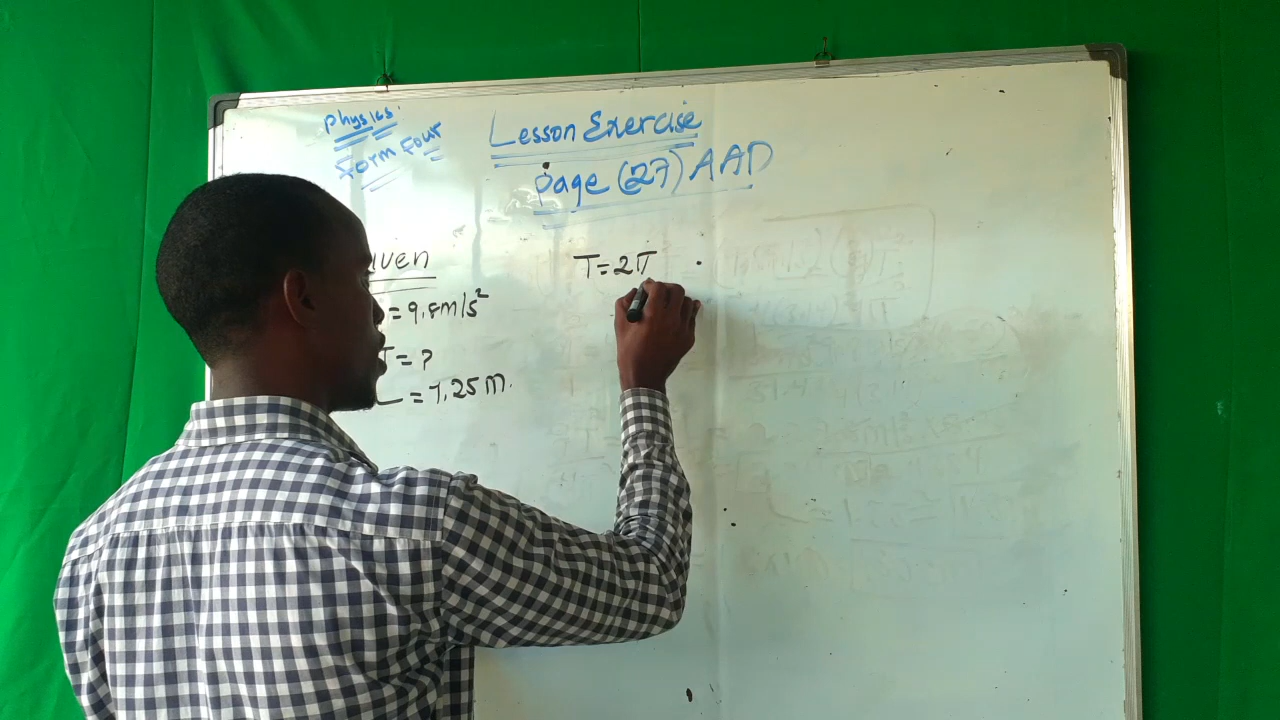 Physics.
Form Four
Lesson Exercise
page (27) AAD
iven
= 9.8m/s²
T = ?
L = 1.25 m.
T = 2π